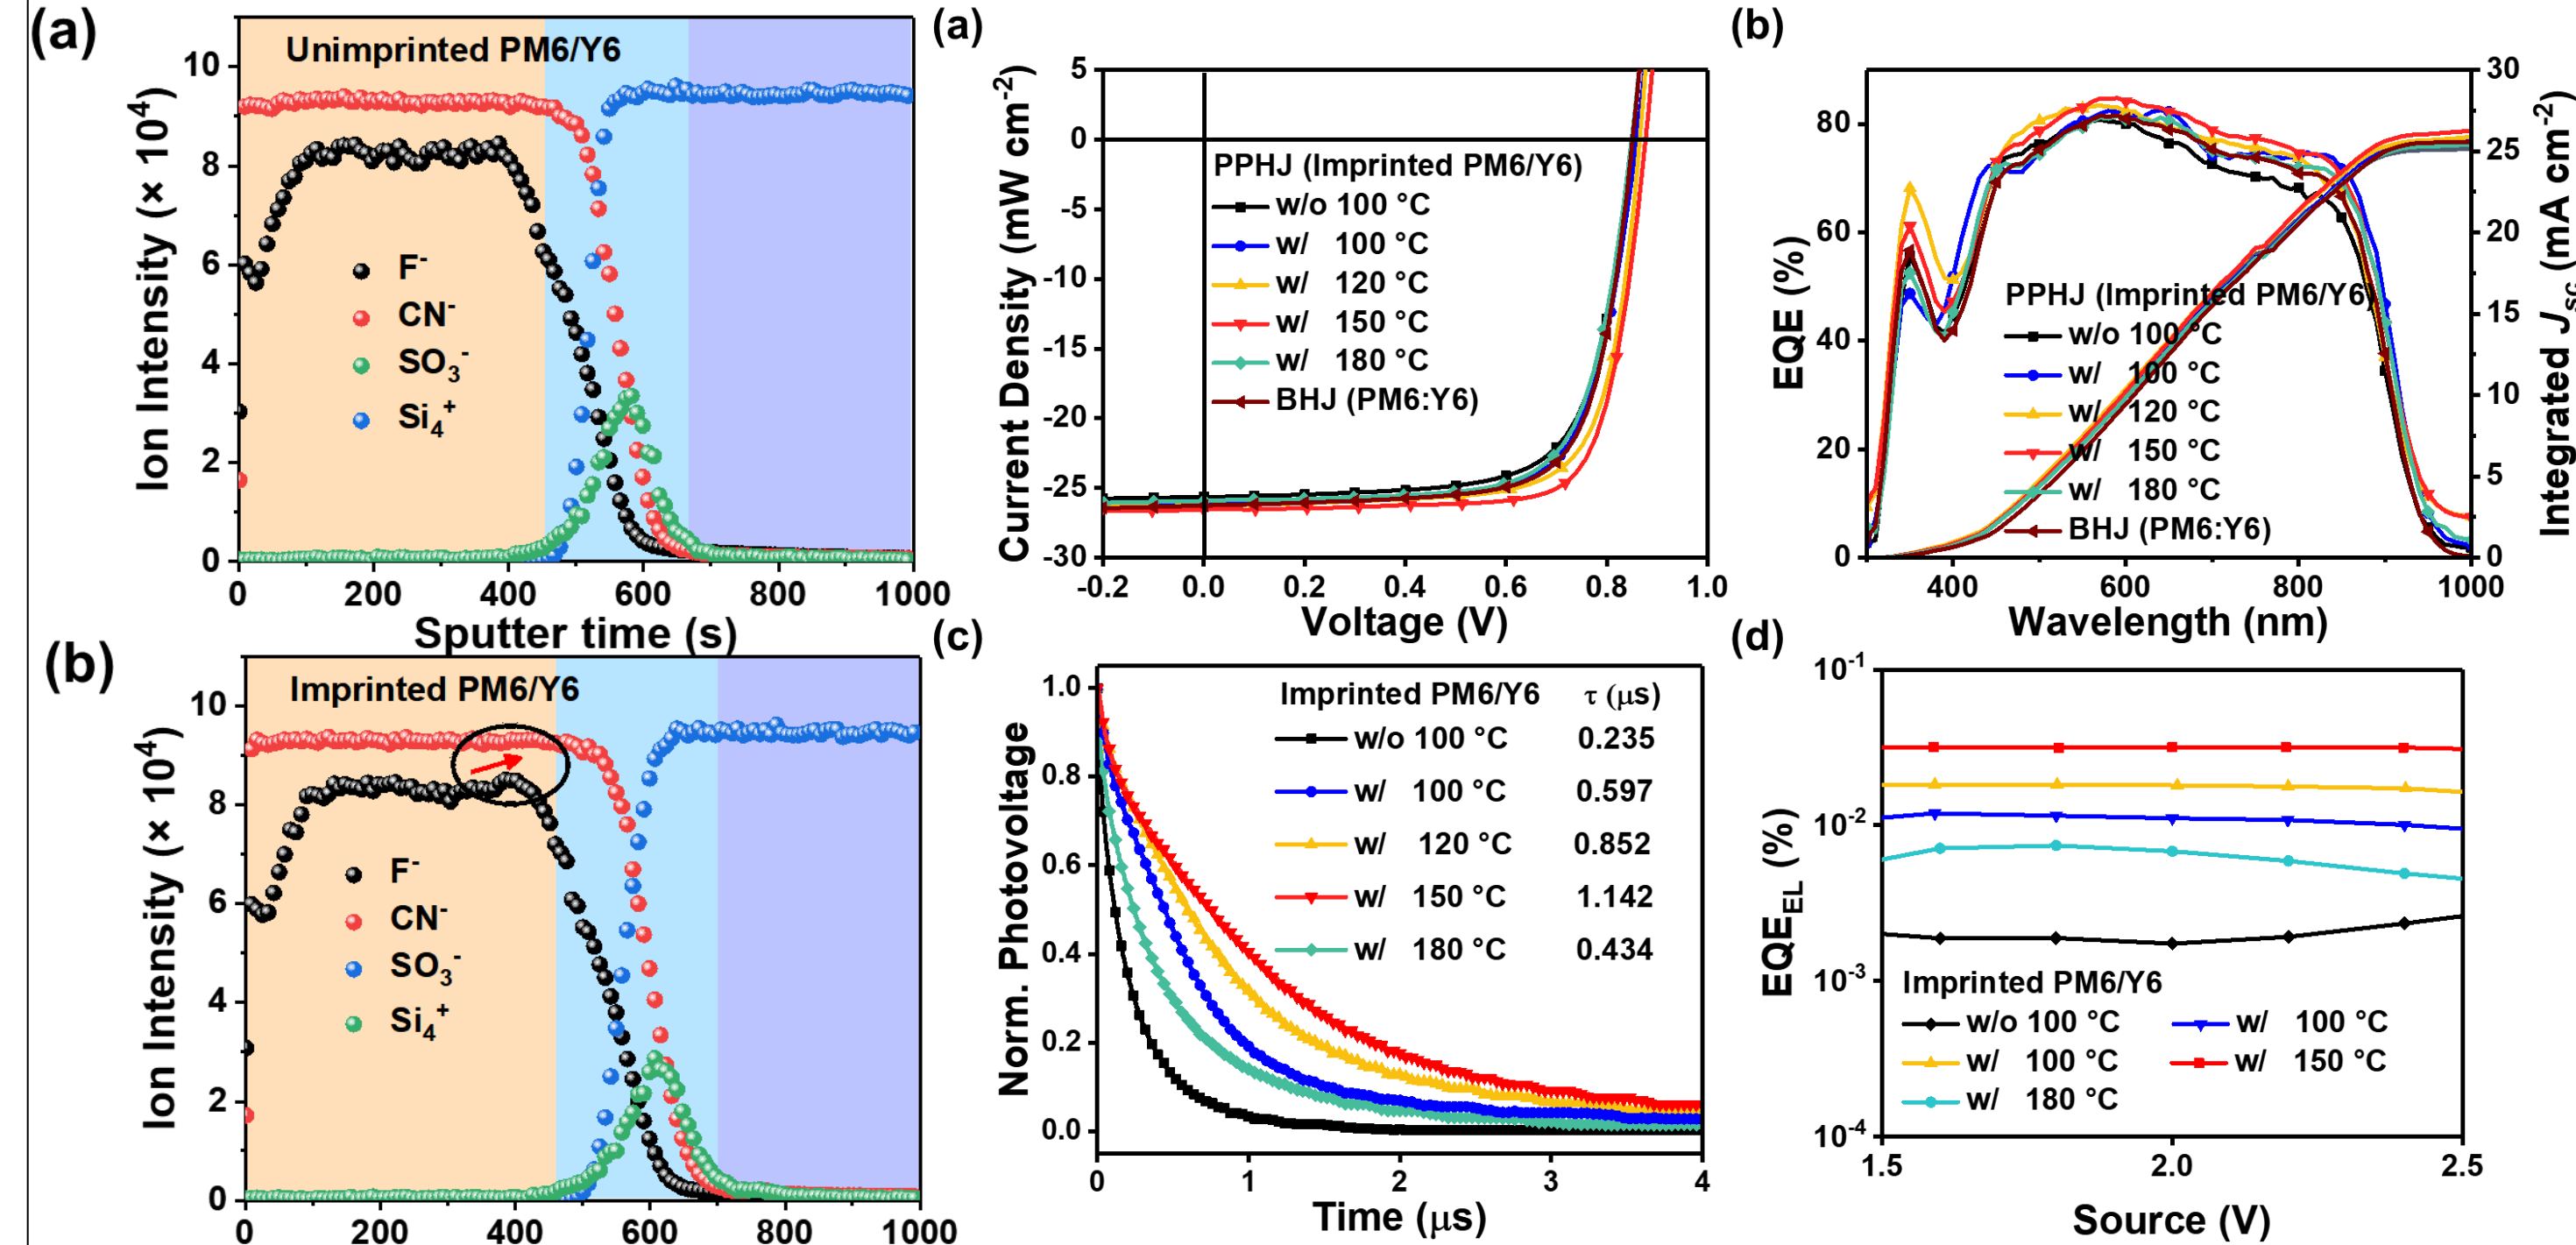 (a)
Unimprinted PM6/Y6
Ion Intensity (× 10⁴)
10
8
6
4
2
0
F⁻
CN⁻
SO₃⁻
Si₄⁺
0 200 400 600 800 1000
Sputter time (s)
(b)
Imprinted PM6/Y6
Ion Intensity (× 10⁴)
10
8
6
4
2
0
F⁻
CN⁻
SO₃⁻
Si₄⁺
0 200 400 600 800 1000
(a)
Current Density (mW cm⁻²)
5
0
-5
-10
-15
-20
-25
-30
PPHJ (Imprinted PM6/Y6)
w/o 100 °C
w/ 100 °C
w/ 120 °C
w/ 150 °C
w/ 180 °C
BHJ (PM6:Y6)
-0.2 0.0 0.2 0.4 0.6 0.8 1.0
Voltage (V)
(b)
EQE (%)
80
60
40
20
0
PPHJ (Imprinted PM6/Y6)
w/o 100 °C
w/ 100 °C
w/ 120 °C
w/ 150 °C
w/ 180 °C
BHJ (PM6:Y6)
30
25
20
15
10
5
0
Integrated Jsc (mA cm⁻²)
400 600 800 1000
Wavelength (nm)
(c)
Norm. Photovoltage
1.0
0.8
0.6
0.4
0.2
0.0
Imprinted PM6/Y6 τ (μs)
w/o 100 °C 0.235
w/ 100 °C 0.597
w/ 120 °C 0.852
w/ 150 °C 1.142
w/ 180 °C 0.434
0 1 2 3 4
Time (μs)
(d)
EQE_EL (%)
10⁻¹
10⁻²
10⁻³
10⁻⁴
Imprinted PM6/Y6
w/o 100 °C w/ 100 °C
w/ 100 °C w/ 150 °C
w/ 180 °C
1.5 2.0 2.5
Source (V)